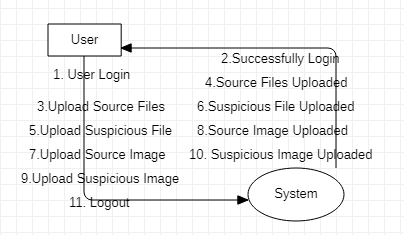 User
2.Successfully Login
1. User Login
4.Source Files Uploaded
3.Upload Source Files
6.Suspicious File Uploaded
5.Upload Suspicious File
8.Source Image Uploaded
7.Upload Source Image
10. Suspicious Image Uploaded
9.Upload Suspicious Image
System
11. Logout